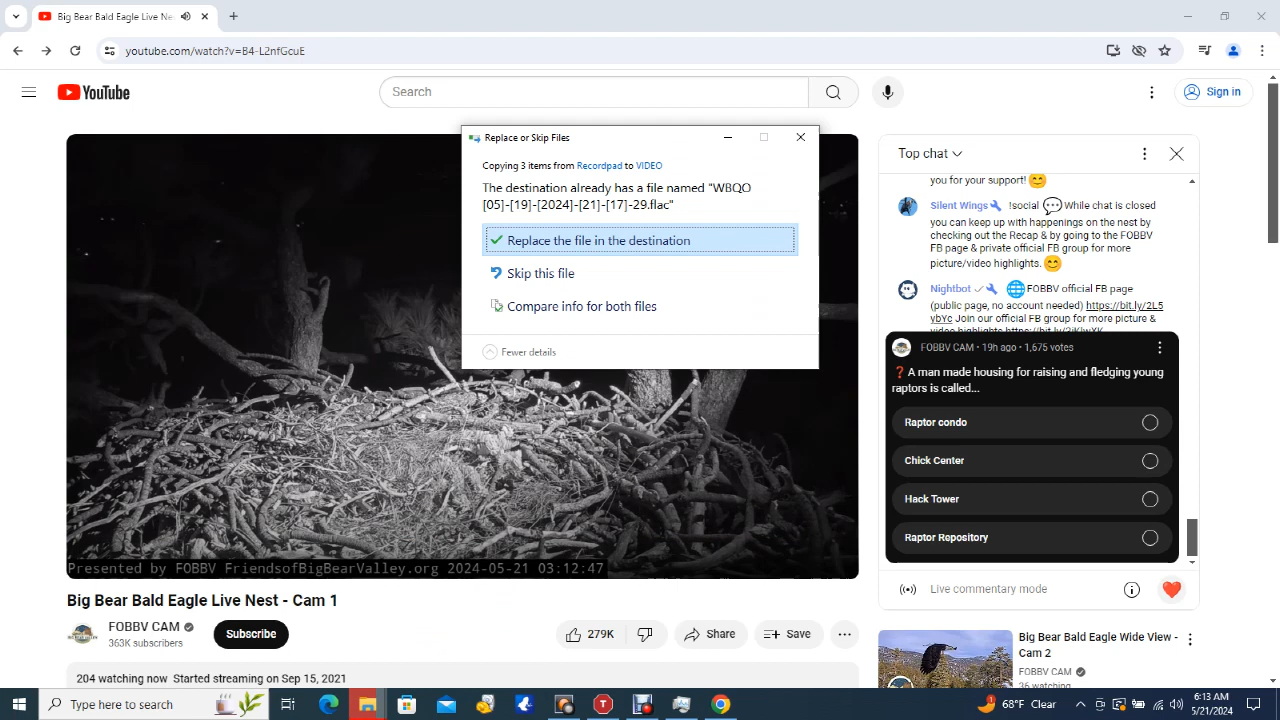 Big Bear Bald Eagle Live Ne
youtube.com/watch?v=B4-L2nfGcuE
YouTube
Search
Sign in
Replace or Skip Files
Copying 3 items from Recordpad to VIDEO
The destination already has a file named "WBQO
[05]-[19]-[2024]-[21]-[17]-29.flac"
Replace the file in the destination
Skip this file
Compare info for both files
Fewer details
Presented by FOBBV FriendsofBigBearValley.org 2024-05-21 03:12:47
Top chat
you for your support!
Silent Wings !social While chat is closed
you can keep up with happenings on the nest by
checking out the Recap & by going to the FOBBV
FB page & private official FB group for more
picture/video highlights.
Nightbot FOBBV official FB page
(public page, no account needed) https://bit.ly/2L5
ybYc Join our official FB group for more picture &
video highlights
FOBBV CAM • 19h ago • 1,675 votes
❓A man made housing for raising and fledging young
raptors is called...
Raptor condo
Chick Center
Hack Tower
Raptor Repository
Live commentary mode
Big Bear Bald Eagle Live Nest - Cam 1
FOBBV CAM
363K subscribers
Subscribe
279K
Share
Save
204 watching now Started streaming on Sep 15, 2021
Big Bear Bald Eagle Wide View -
Cam 2
FOBBV CAM
36 watching
Type here to search
68°F Clear
6:13 AM
5/21/2024